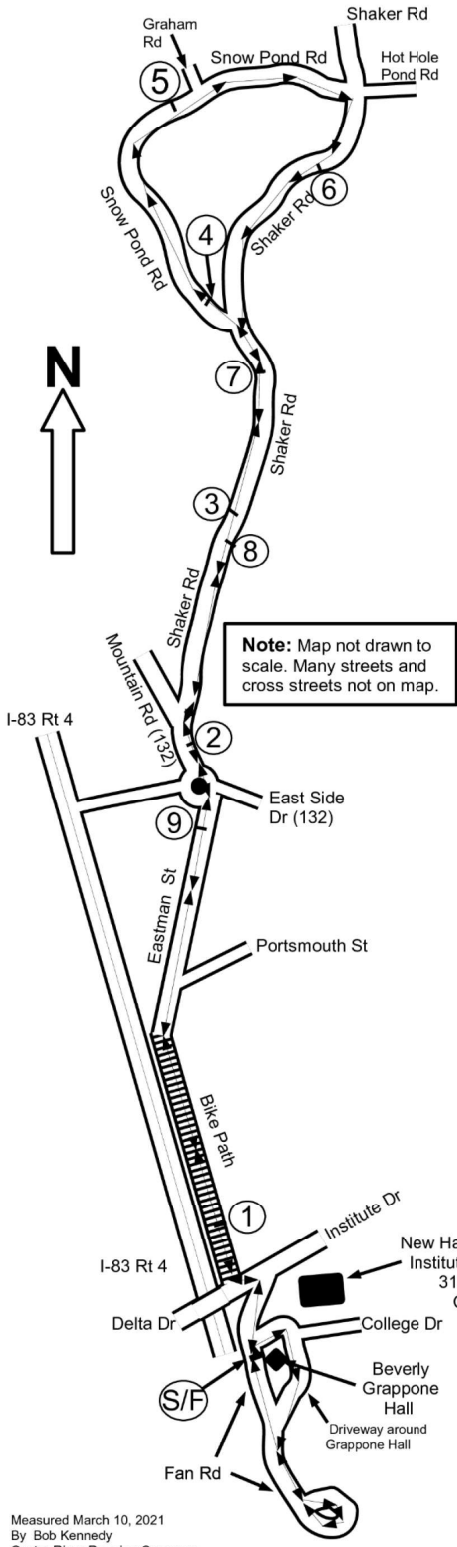 Graham
Rd
Shaker Rd
Snow Pond Rd
Hot Hole
Pond Rd
5
6
Shaker Rd
Snow Pond Rd
4
7
N
Shaker Rd
3
8
Shaker Rd
Note: Map not drawn to
scale. Many streets and
cross streets not on map.
Mountain Rd (132)
I-83 Rt 4
2
East Side
Dr (132)
9
Eastman St
Portsmouth St
Bike Path
1
Institute Dr
I-83 Rt 4
New Ha
Institut
31
Delta Dr
College Dr
S/F
Beverly
Grappone
Hall
Driveway around
Grappone Hall
Fan Rd
Measured March 10, 2021
By Bob Kennedy